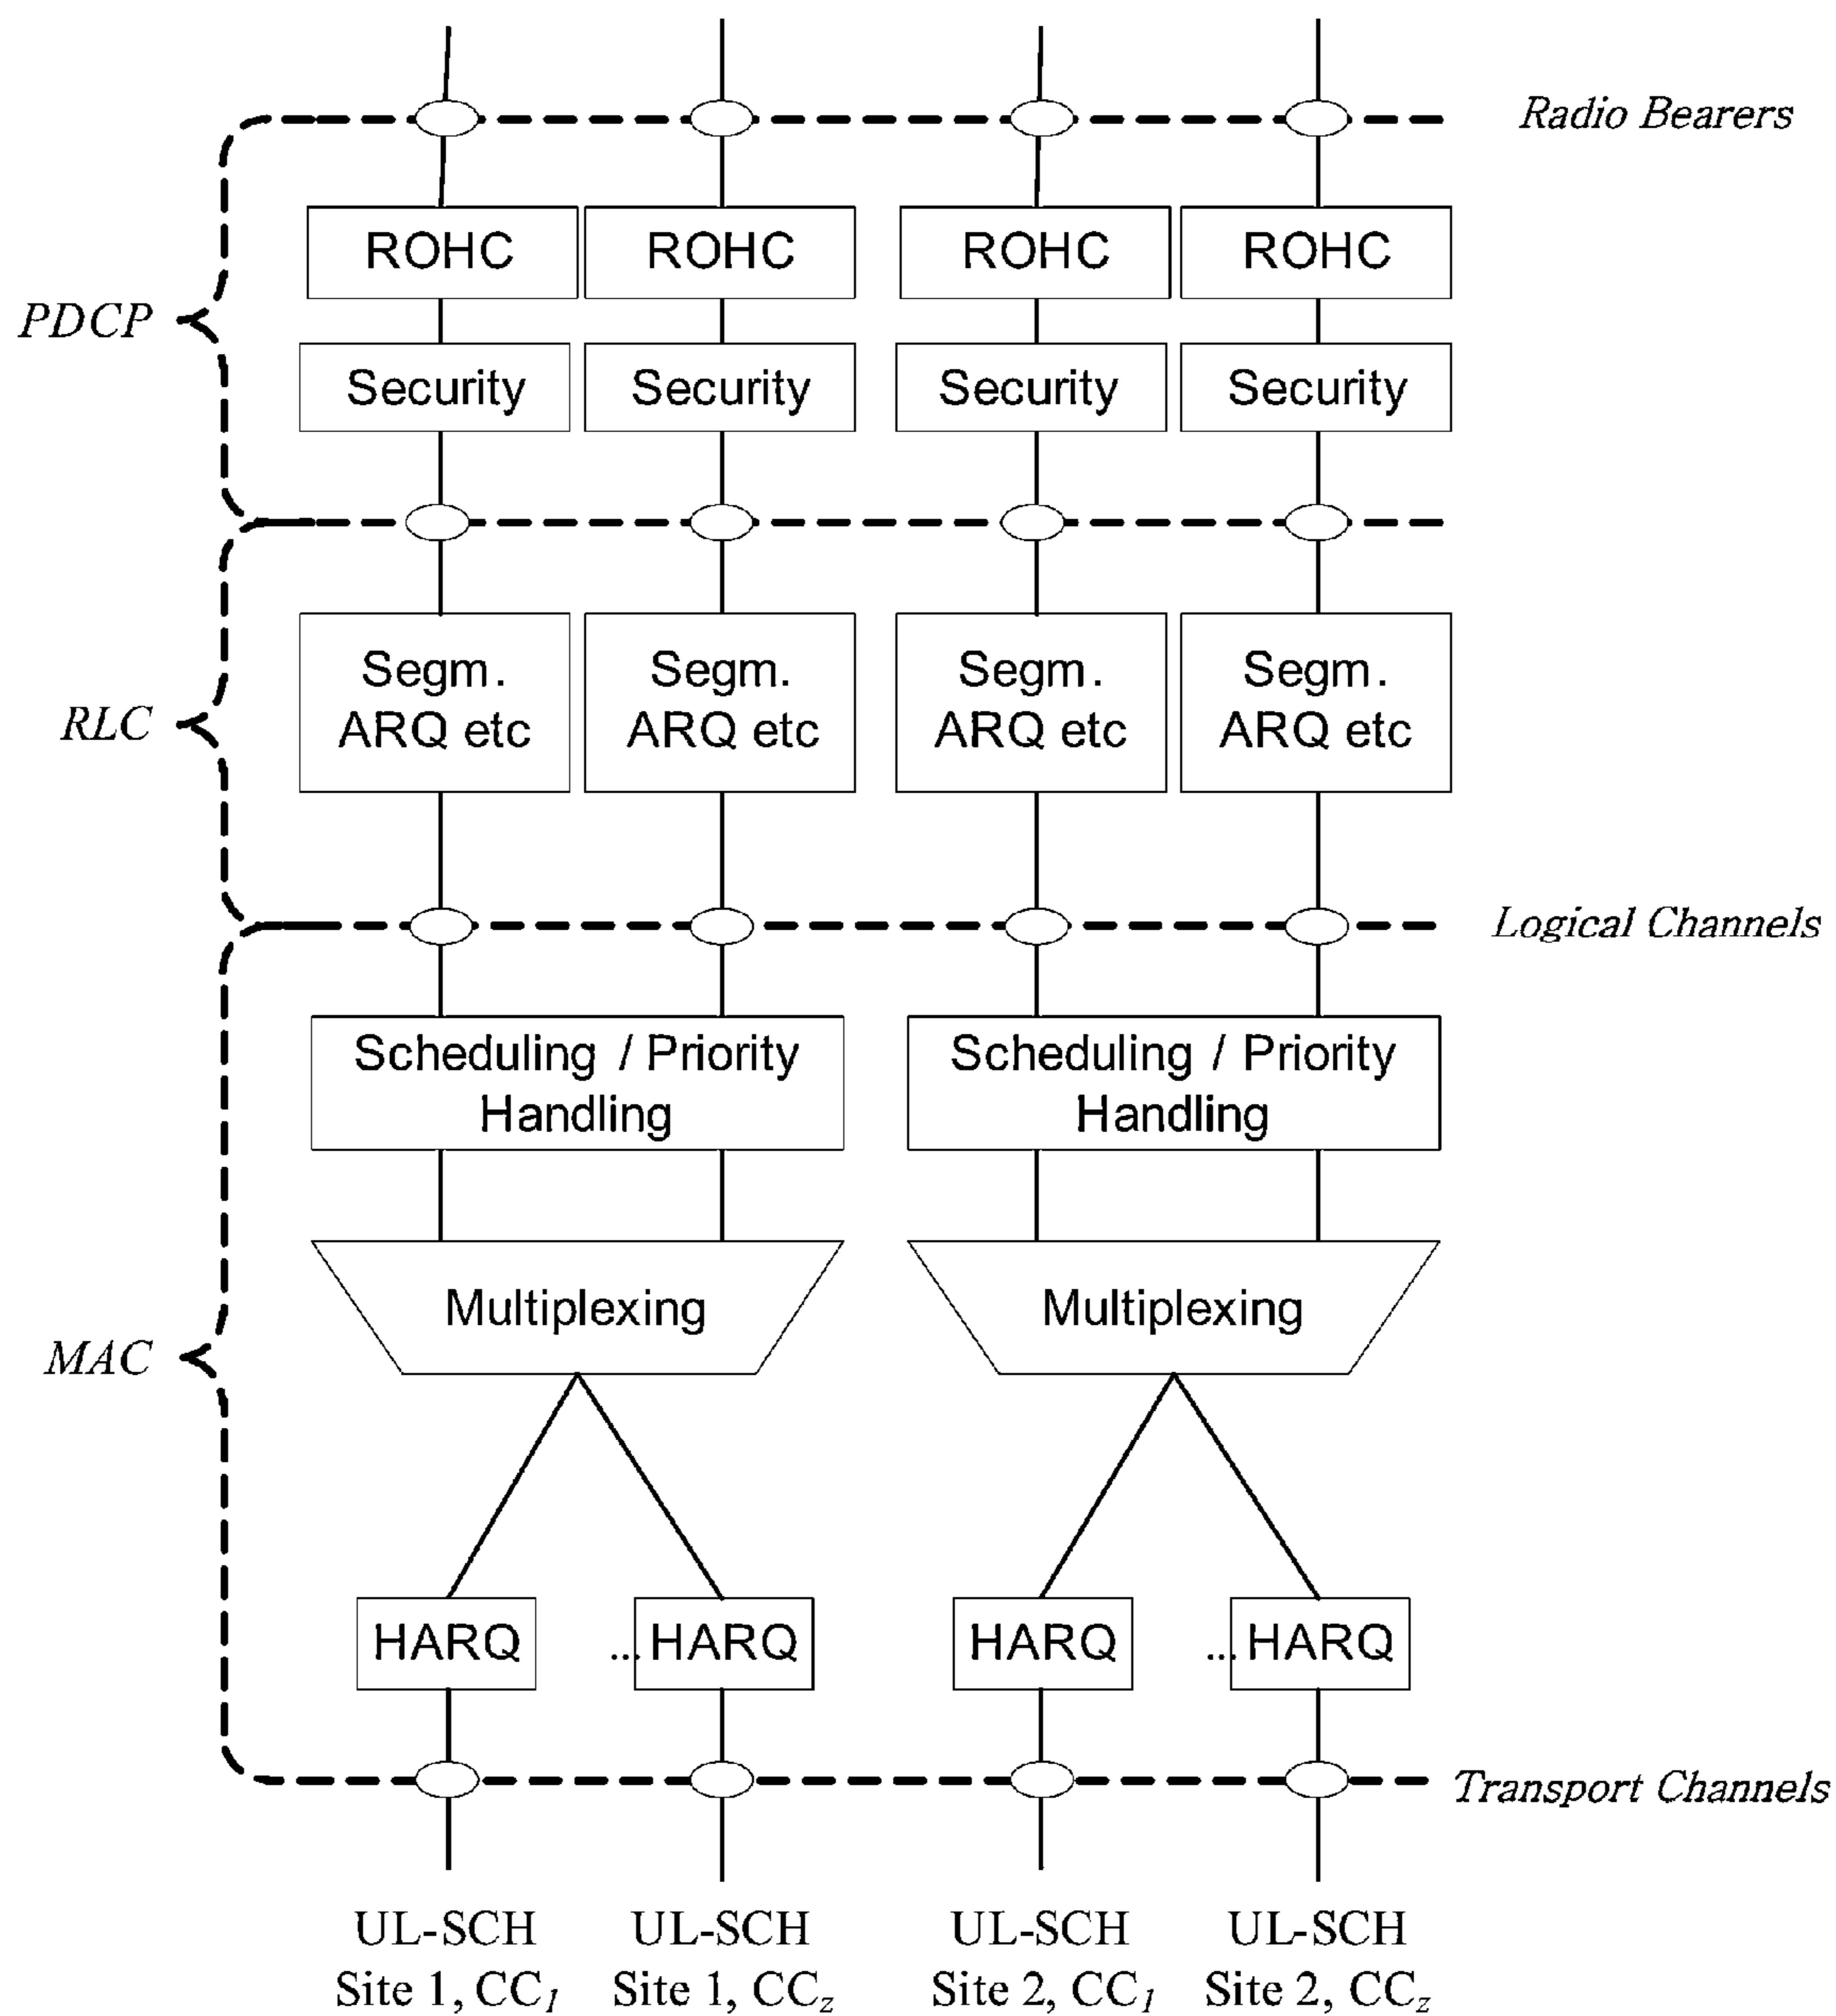 Radio Bearers
ROHC ROHC ROHC ROHC
PDCP
Security Security Security Security
Segm. Segm. Segm. Segm.
RLC
ARQ etc ARQ etc ARQ etc ARQ etc
Logical Channels
Scheduling / Priority Scheduling / Priority
Handling Handling
Multiplexing Multiplexing
MAC
HARQ ... HARQ HARQ ... HARQ
Transport Channels
UL-SCH UL-SCH UL-SCH UL-SCH
Site 1, CC1 Site 1, CCz Site 2, CC1 Site 2, CCz